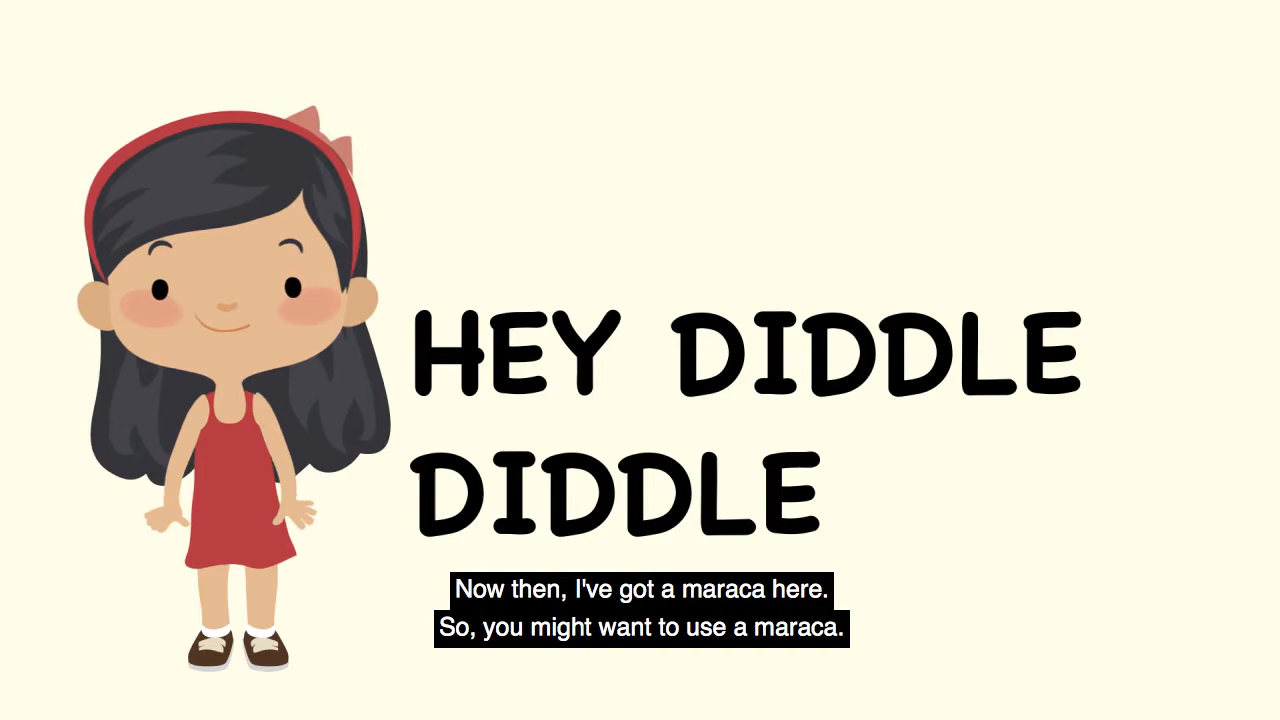 HEY DIDDLE
DIDDLE
Now then, I've got a maraca here.
So, you might want to use a maraca.